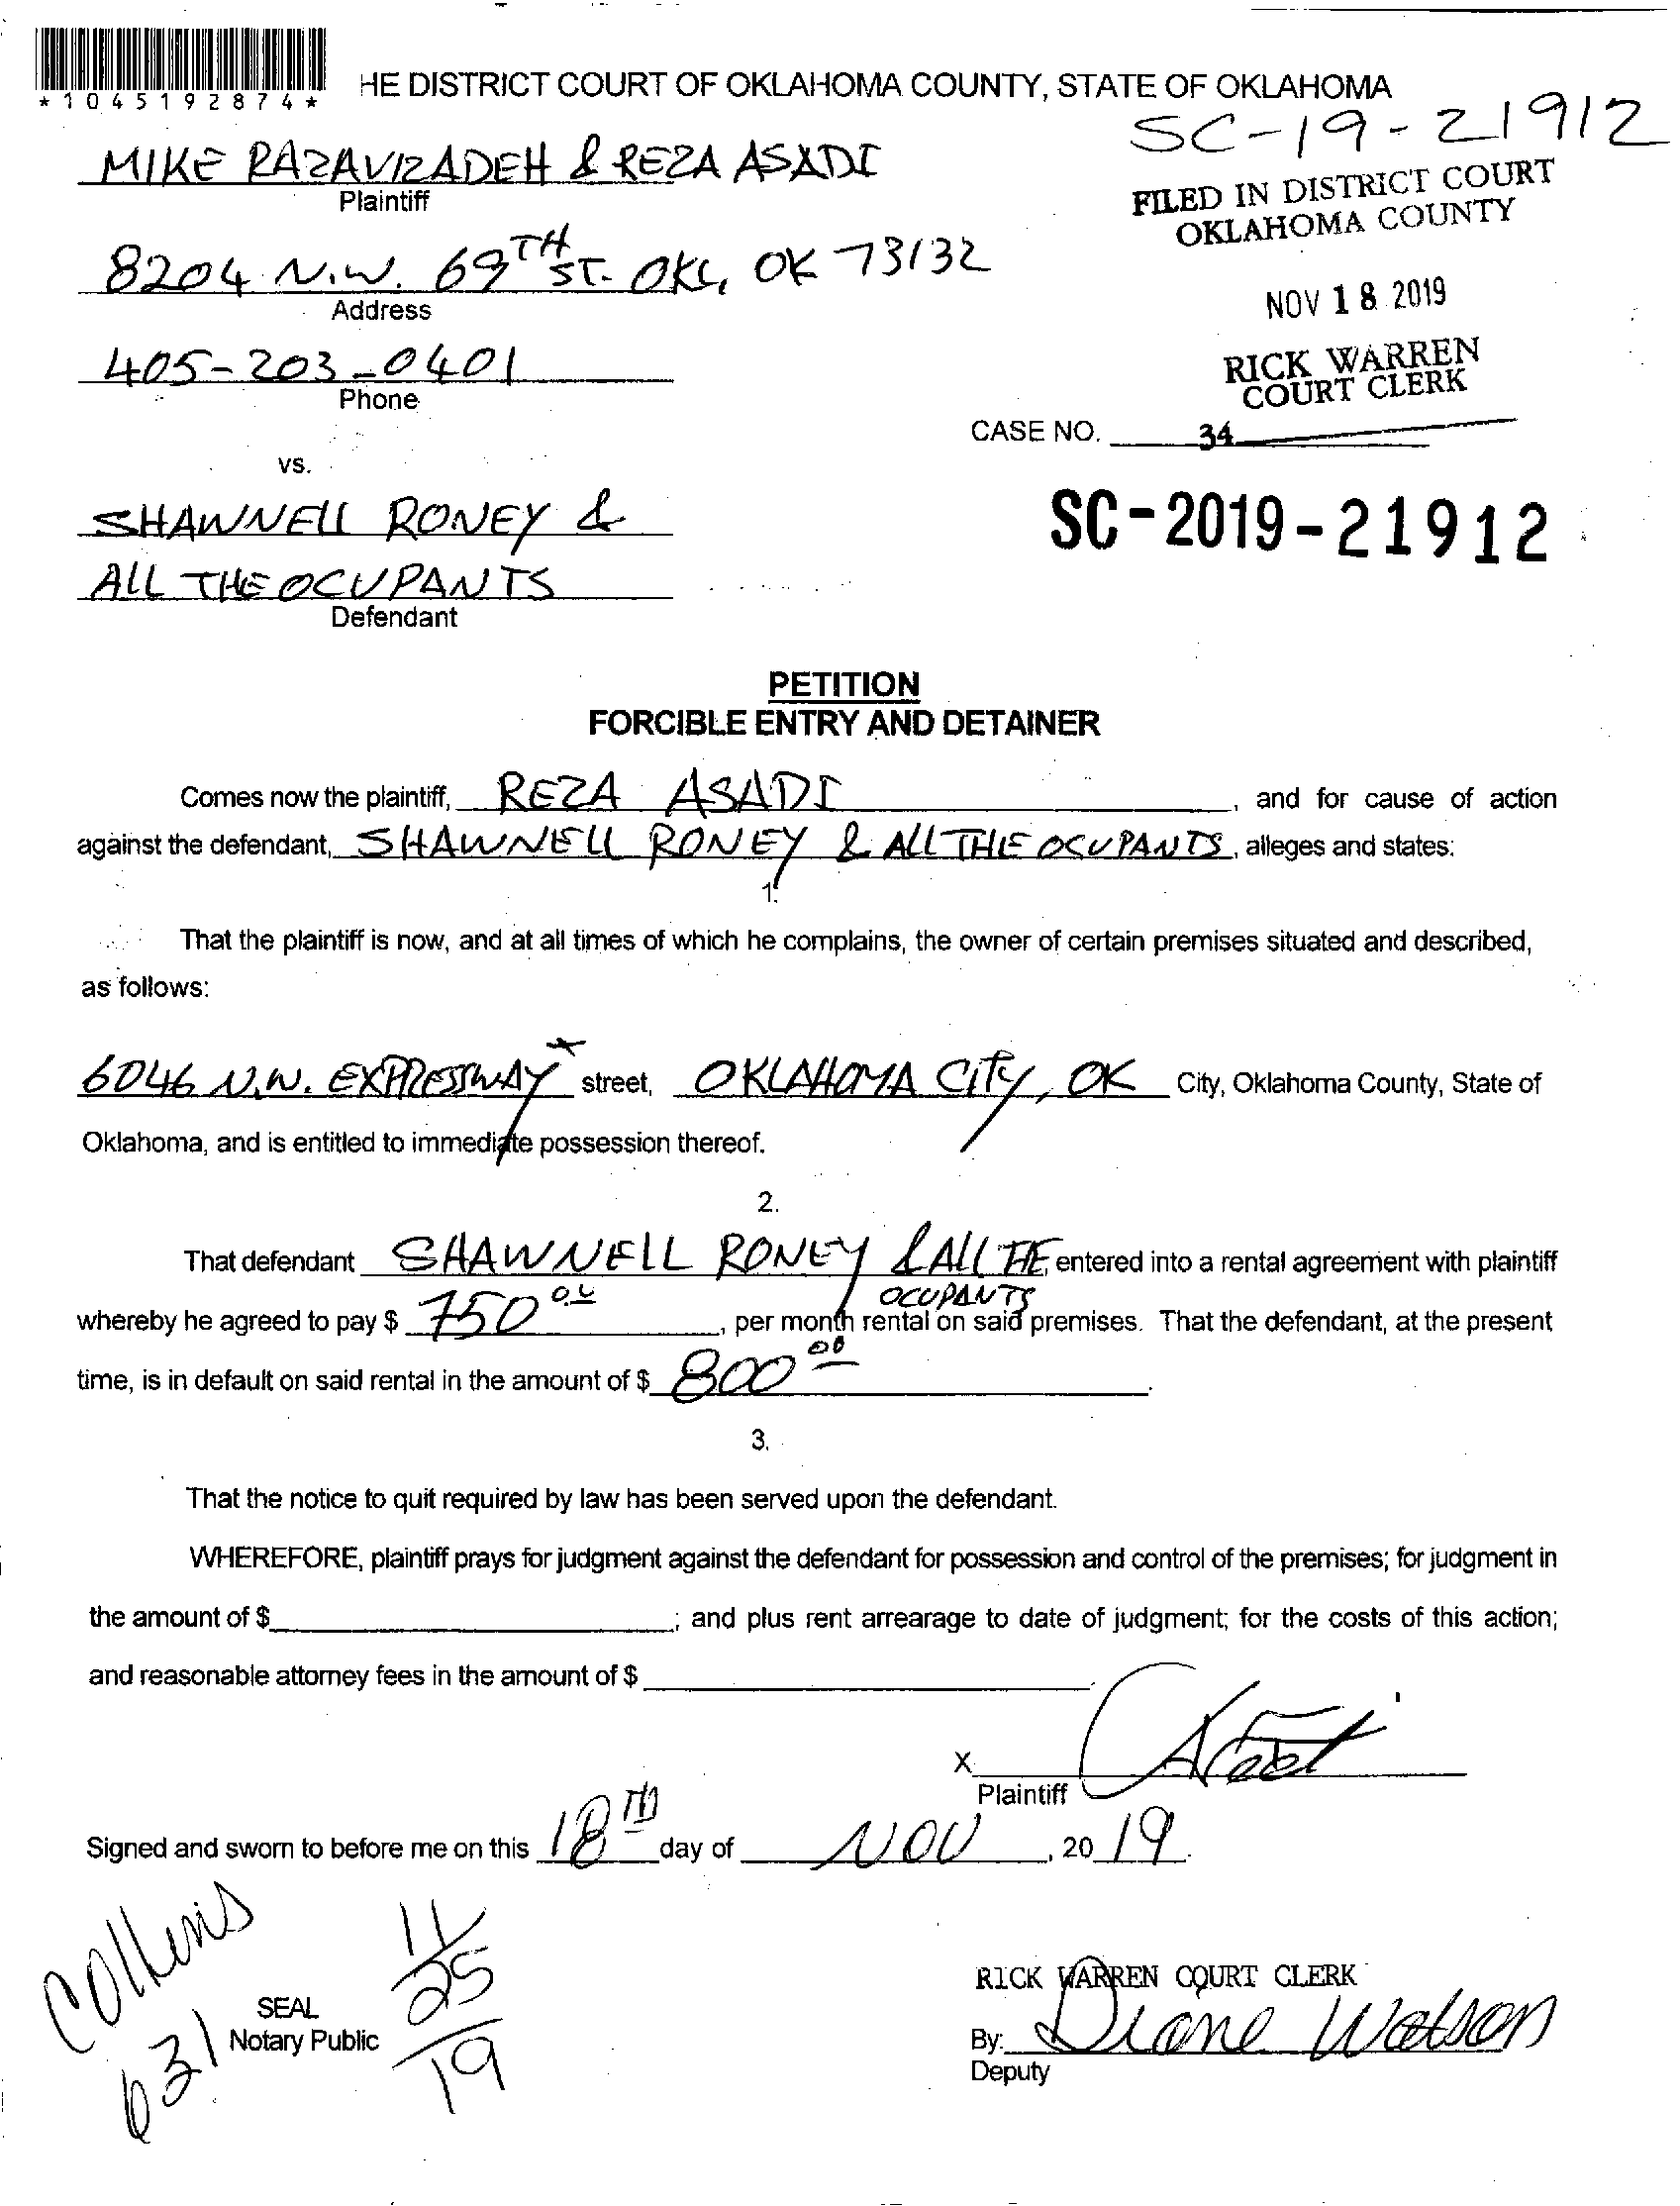 *1045192874*
HE DISTRICT COURT OF OKLAHOMA COUNTY, STATE OF OKLAHOMA
SC-19-21912
MIKE RAZAVIZADEH & REZA ASADI
Plaintiff
FILED IN DISTRICT COURT
OKLAHOMA COUNTY
8204 N.W. 69TH ST. OKC, OK 73132
Address
NOV 18 2019
405-203-0401
Phone
RICK WARREN
COURT CLERK
CASE NO. 34
vs.
SHAWNELL RONEY &
SC-2019-21912
ALL THE OCUPANTS
Defendant
PETITION
FORCIBLE ENTRY AND DETAINER
Comes now the plaintiff, REZA ASADI, and for cause of action
against the defendant, SHAWNELL RONEY & ALL THE OCUPANTS, alleges and states:
1.
That the plaintiff is now, and at all times of which he complains, the owner of certain premises situated and described,
as follows:
6046 N.W. EXPRESSWAY street, OKLAHOMA CITY, OK City, Oklahoma County, State of
Oklahoma, and is entitled to immediate possession thereof.
2.
That defendant SHAWNELL RONEY & ALL THE entered into a rental agreement with plaintiff
OCUPANTS
whereby he agreed to pay $ 750 00, per month rental on said premises. That the defendant, at the present
time, is in default on said rental in the amount of $ 800 00.
3.
That the notice to quit required by law has been served upon the defendant.
WHEREFORE, plaintiff prays for judgment against the defendant for possession and control of the premises; for judgment in
the amount of $; and plus rent arrearage to date of judgment; for the costs of this action;
and reasonable attorney fees in the amount of $.
X
Plaintiff
Signed and sworn to before me on this 18TH day of NOV, 20 19.
Collins
631
11/25/19
SEAL
Notary Public
RICK WARREN COURT CLERK
By: Diane Watson
Deputy